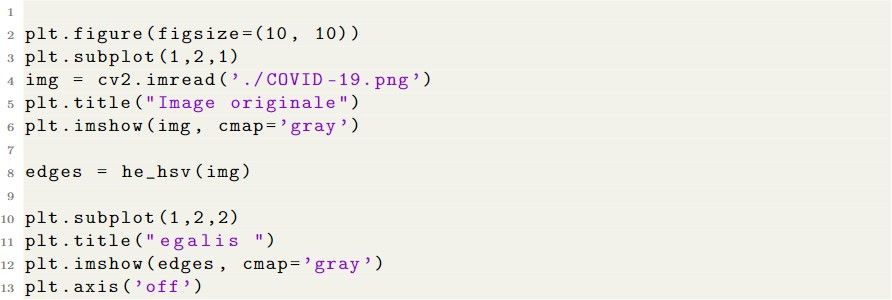 1
2 plt.figure(figsize=(10, 10))
3 plt.subplot(1,2,1)
4 img = cv2.imread('./COVID-19.png')
5 plt.title("Image originale")
6 plt.imshow(img, cmap='gray')
7
8 edges = he_hsv(img)
9
10 plt.subplot(1,2,2)
11 plt.title("egalis ")
12 plt.imshow(edges, cmap='gray')
13 plt.axis('off')